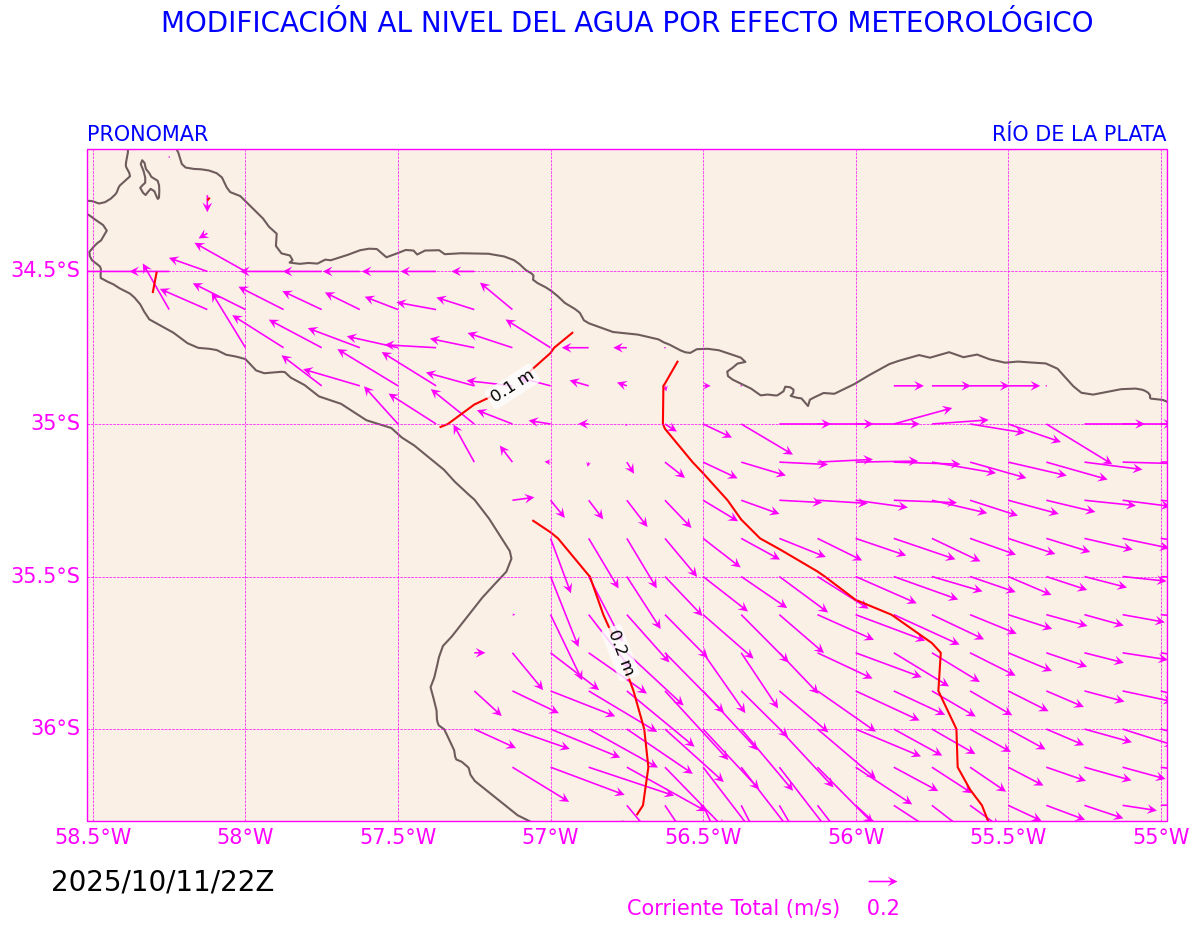 MODIFICACIÓN AL NIVEL DEL AGUA POR EFECTO METEOROLÓGICO
PRONOMAR
RÍO DE LA PLATA
34.5°S
0.1 m
35°S
35.5°S
0.2 m
36°S
58.5°W 58°W 57.5°W 57°W 56.5°W 56°W 55.5°W 55°W
2025/10/11/22Z
Corriente Total (m/s) 0.2